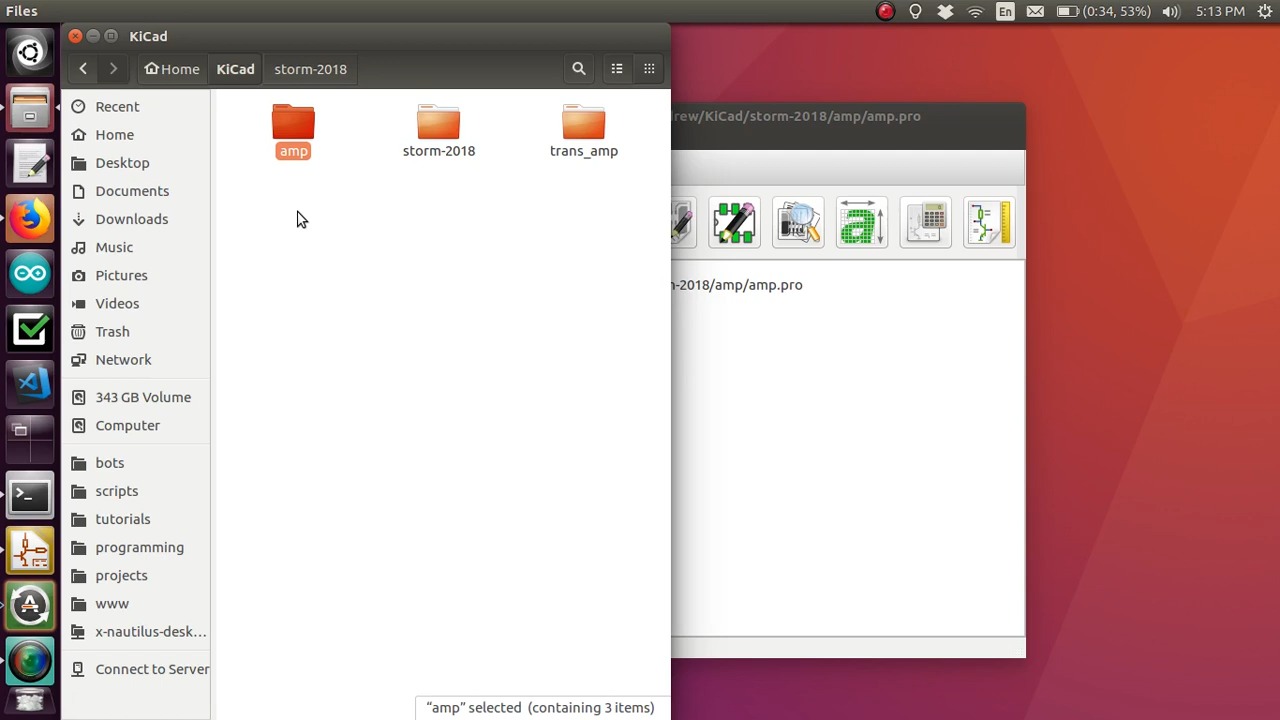 Files
En
(0:34, 53%)
5:13 PM
KiCad
Home
KiCad
storm-2018
Recent
Home
Desktop
Documents
Downloads
Music
Pictures
Videos
Trash
Network
343 GB Volume
Computer
bots
scripts
tutorials
programming
projects
www
x-nautilus-desk…
Connect to Server
amp
storm-2018
trans_amp
"amp" selected (containing 3 items)
drew/KiCad/storm-2018/amp/amp.pro
a
n-2018/amp/amp.pro
>_
A